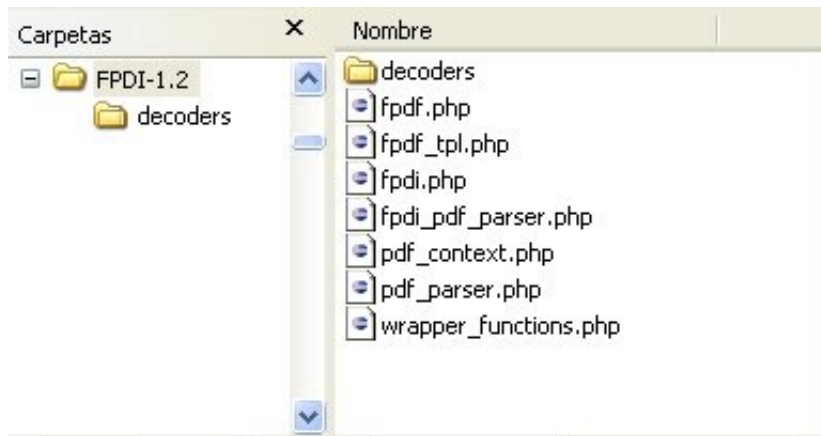 Carpetas
FPDI-1.2
decoders
Nombre
decoders
fpdf.php
fpdf_tpl.php
fpdi.php
fpdi_pdf_parser.php
pdf_context.php
pdf_parser.php
wrapper_functions.php